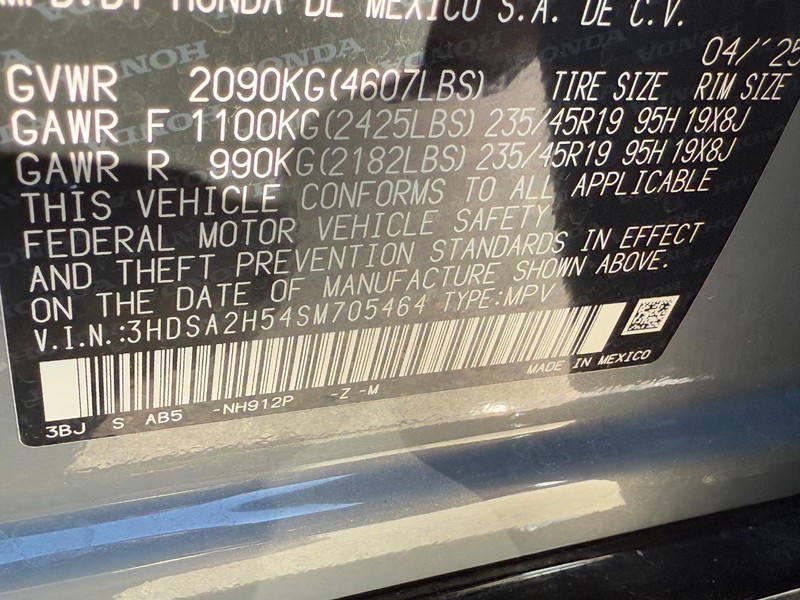 MFD.BY HONDA DE MEXICO S.A. DE C.V.
04/'25
GVWR 2090KG(4607LBS) TIRE SIZE RIM SIZE
GAWR F 1100KG(2425LBS) 235/45R19 95H 19X8J
GAWR R 990KG(2182LBS) 235/45R19 95H 19X8J
THIS VEHICLE CONFORMS TO ALL APPLICABLE
FEDERAL MOTOR VEHICLE SAFETY
AND THEFT PREVENTION STANDARDS IN EFFECT
ON THE DATE OF MANUFACTURE SHOWN ABOVE.
V.I.N.:3HDSA2H54SM705464 TYPE:MPV
MADE IN MEXICO
3BJ S AB5 -NH912P -Z -M